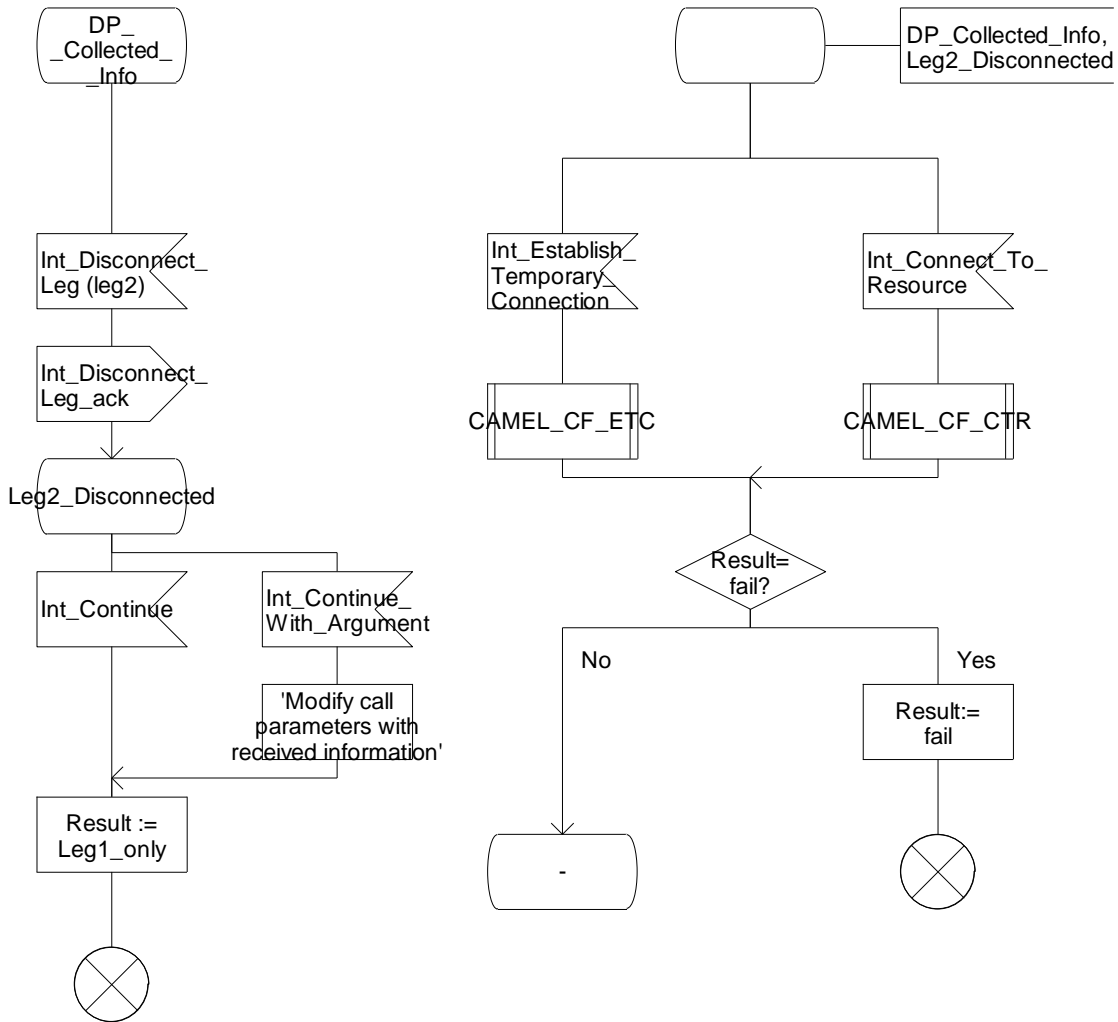 DP_
_Collected_
_Info
Int_Disconnect_
Leg (leg2)
Int_Disconnect_
Leg_ack
Leg2_Disconnected
Int_Continue
Int_Continue_
With_Argument
'Modify call
parameters with
received information'
Result :=
Leg1_only
DP_Collected_Info,
Leg2_Disconnected
Int_Establish_
Temporary_
Connection
Int_Connect_To_
Resource
CAMEL_CF_ETC
CAMEL_CF_CTR
Result=
fail?
No
Yes
Result:=
fail
-